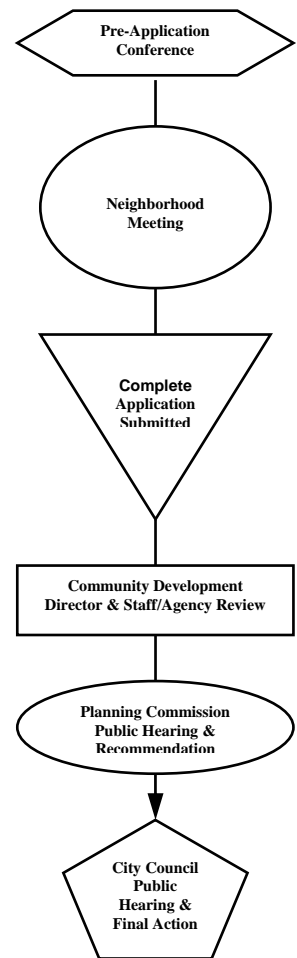 Pre-Application
Conference
Neighborhood
Meeting
Complete
Application
Submitted
Community Development
Director & Staff/Agency Review
Planning Commission
Public Hearing &
Recommendation
City Council
Public
Hearing &
Final Action